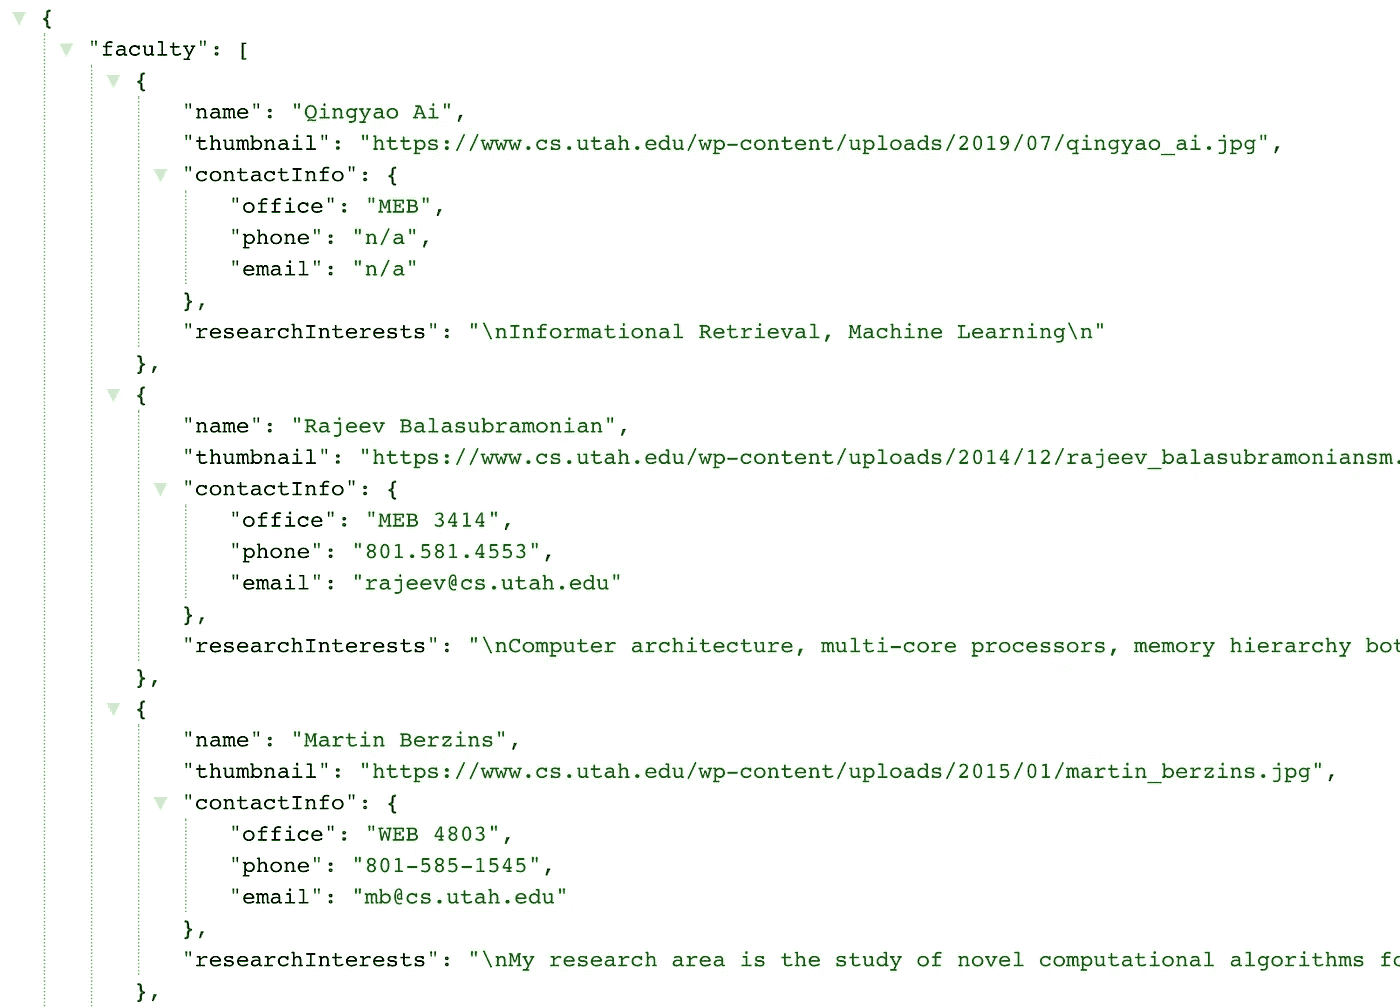 {
"faculty": [
{
"name": "Qingyao Ai",
"thumbnail": "https://www.cs.utah.edu/wp-content/uploads/2019/07/qingyao_ai.jpg",
"contactInfo": {
"office": "MEB",
"phone": "n/a",
"email": "n/a"
},
"researchInterests": "\nInformational Retrieval, Machine Learning\n"
},
{
"name": "Rajeev Balasubramonian",
"thumbnail": "https://www.cs.utah.edu/wp-content/uploads/2014/12/rajeev_balasubramoniansm.
"contactInfo": {
"office": "MEB 3414",
"phone": "801.581.4553",
"email": "rajeev@cs.utah.edu"
},
"researchInterests": "\nComputer architecture, multi-core processors, memory hierarchy bot
},
{
"name": "Martin Berzins",
"thumbnail": "https://www.cs.utah.edu/wp-content/uploads/2015/01/martin_berzins.jpg",
"contactInfo": {
"office": "WEB 4803",
"phone": "801-585-1545",
"email": "mb@cs.utah.edu"
},
"researchInterests": "\nMy research area is the study of novel computational algorithms fo
},